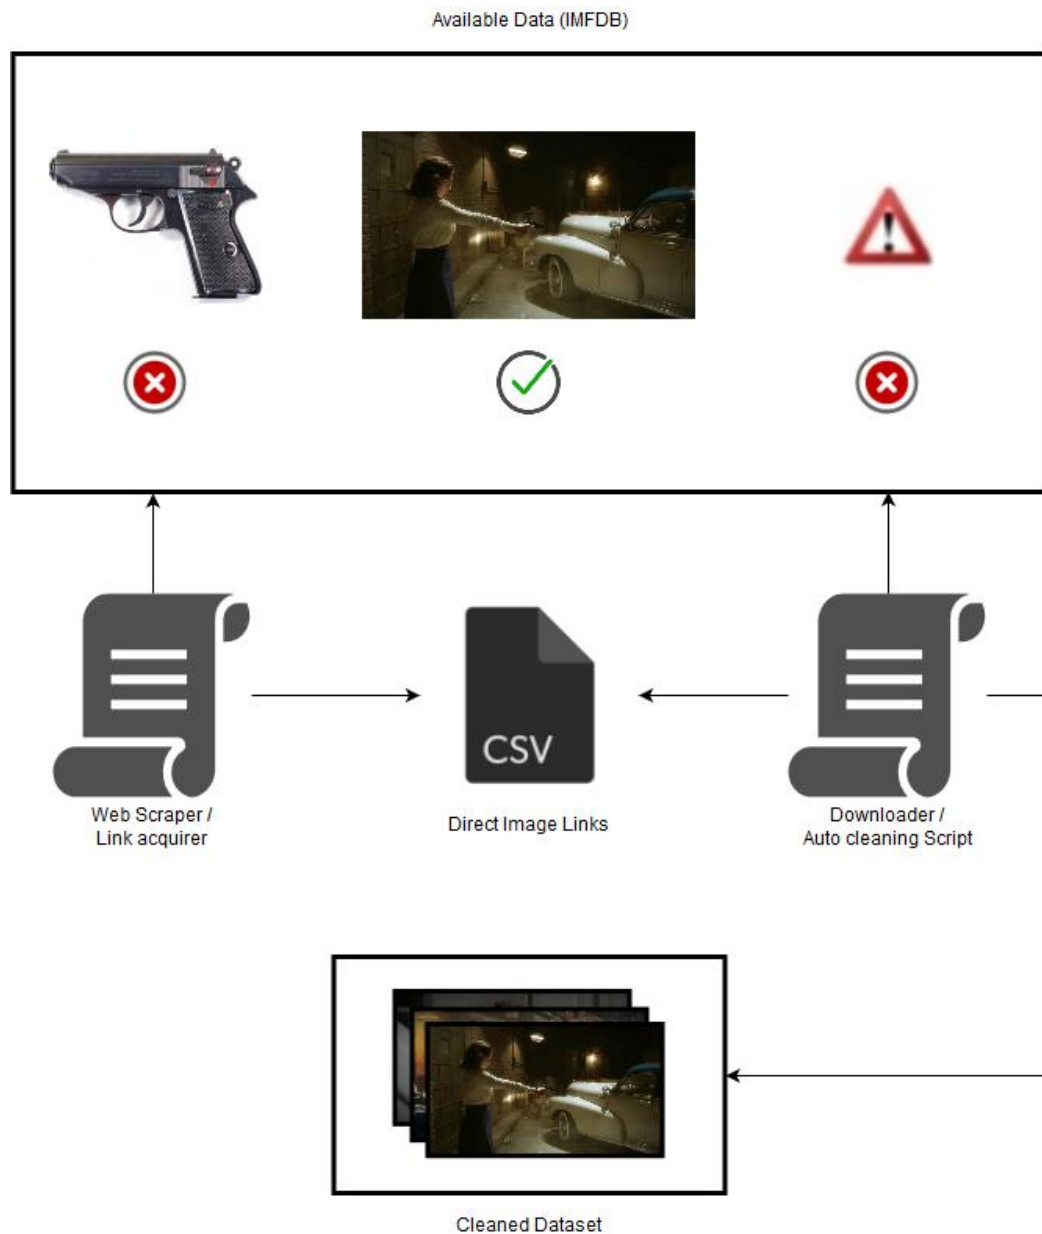 Available Data (IMFDB)
CSV
Web Scraper /
Link acquirer
Direct Image Links
Downloader /
Auto cleaning Script
Cleaned Dataset